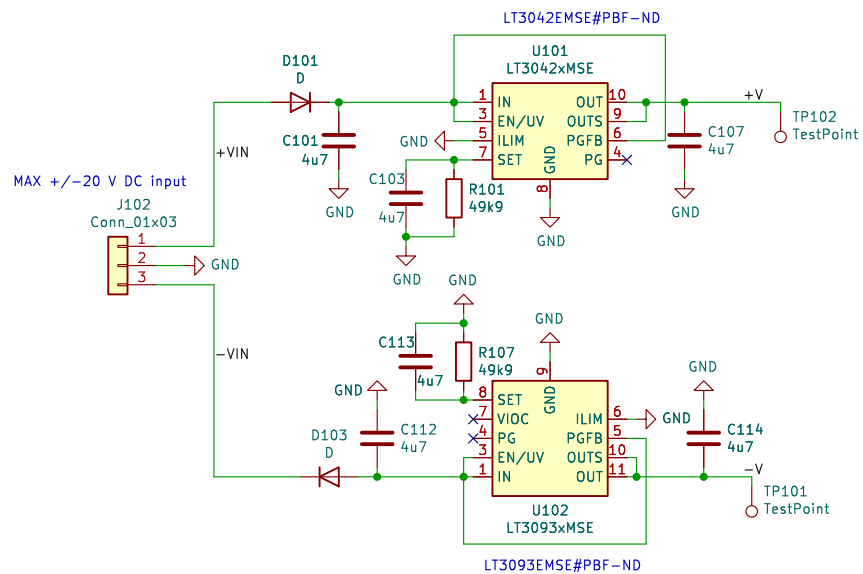 LT3042EMSE#PBF-ND
D101
D
U101
LT3042xMSE
1 IN OUT 10
3 EN/UV OUTS 9
5 ILIM PGFB 6
7 SET PG 4
GND
8
+V
TP102
TestPoint
C101
4u7
GND
GND
C107
4u7
GND
+VIN
C103
4u7
R101
49k9
GND
GND
MAX +/-20 V DC input
J102
Conn_01x03
1
2
3
GND
GND
-VIN
C113
4u7
R107
49k9
GND
9
GND
8 SET
7 VIOC ILIM 6
4 PG PGFB 5
3 EN/UV OUTS 10
1 IN OUT 11
GND
GND
C112
4u7
D103
D
GND
C114
4u7
-V
TP101
TestPoint
U102
LT3093xMSE
LT3093EMSE#PBF-ND